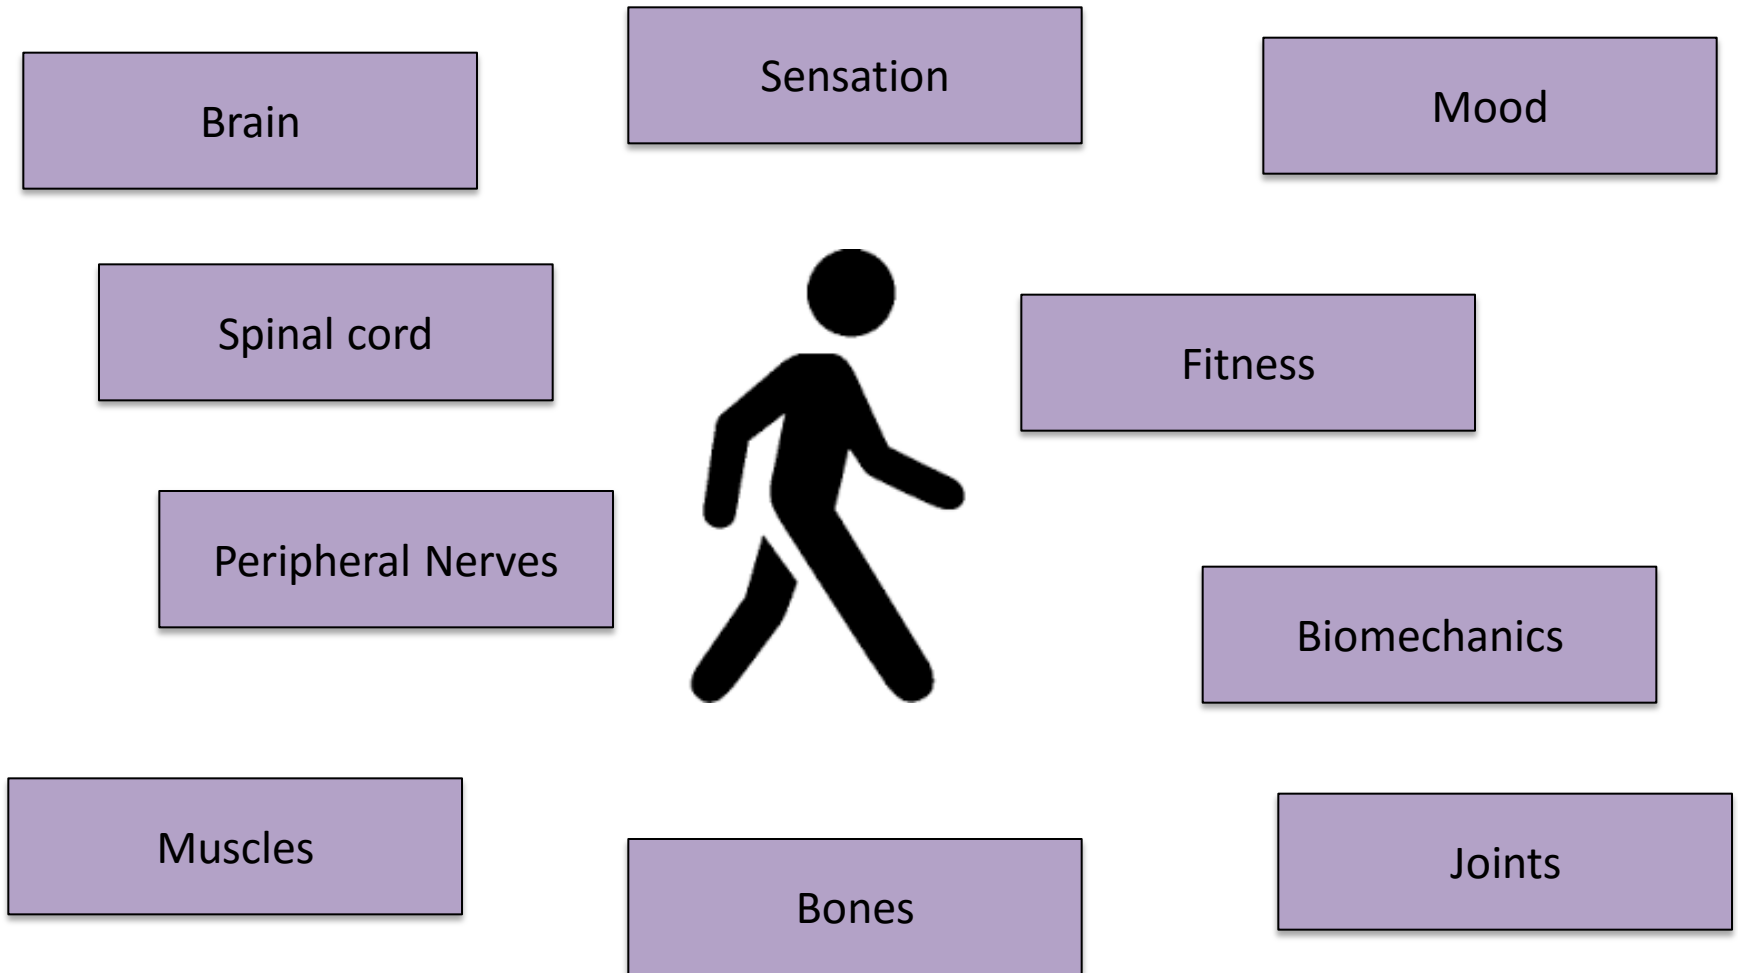 Sensation
Mood
Brain
Spinal cord
Fitness
Peripheral Nerves
Biomechanics
Muscles
Joints
Bones